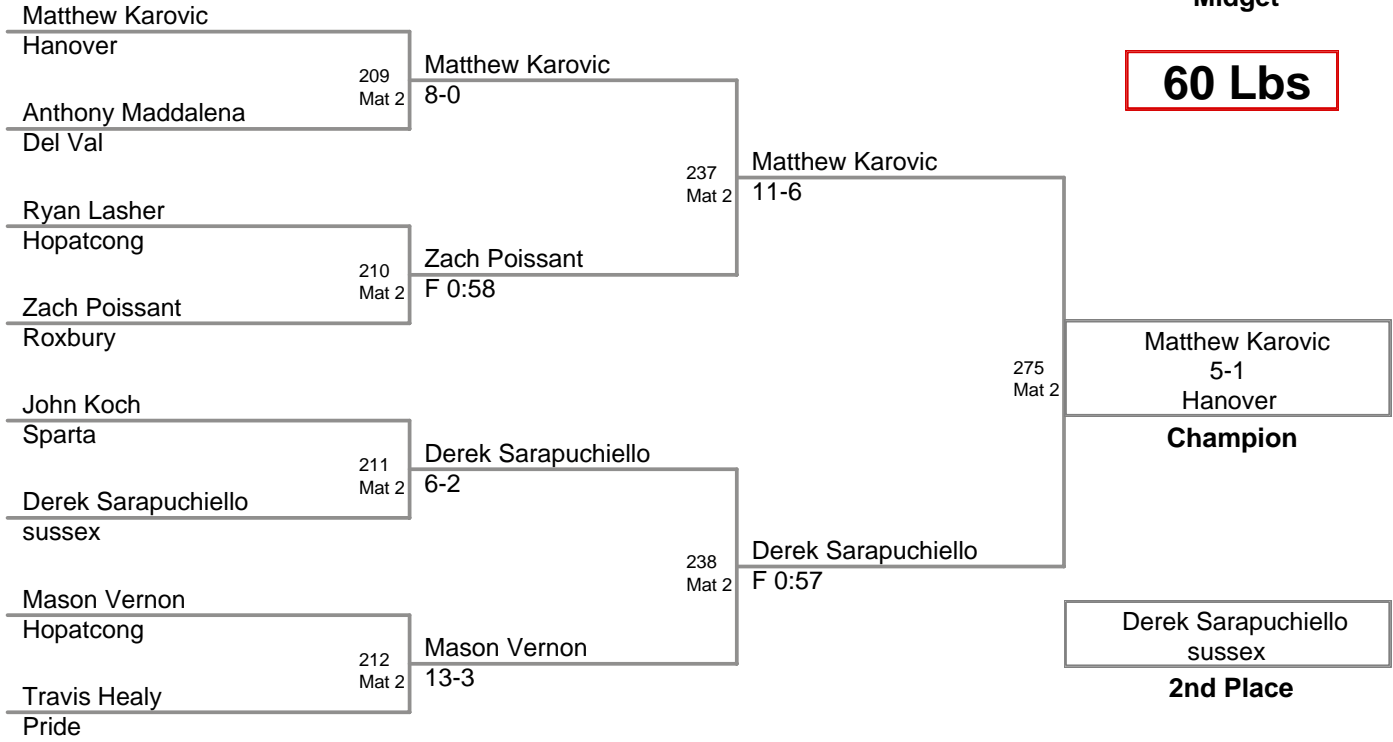 Midget
60 Lbs
Matthew Karovic
Hanover
209
Mat 2
Anthony Maddalena
Del Val
Matthew Karovic
8-0
Ryan Lasher
Hopatcong
210
Mat 2
Zach Poissant
Roxbury
Zach Poissant
F 0:58
237
Mat 2
Matthew Karovic
11-6
John Koch
Sparta
211
Mat 2
Derek Sarapuchiello
sussex
Derek Sarapuchiello
6-2
Mason Vernon
Hopatcong
212
Mat 2
Travis Healy
Pride
Mason Vernon
13-3
238
Mat 2
Derek Sarapuchiello
F 0:57
275
Mat 2
Matthew Karovic
5-1
Hanover
Champion
Derek Sarapuchiello
sussex
2nd Place